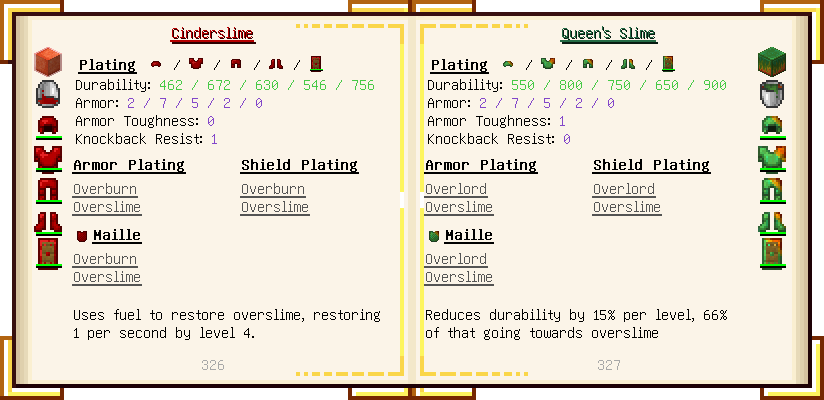 Cinderslime
Plating / / / /
Durability: 462 / 672 / 630 / 546 / 756
Armor: 2 / 7 / 5 / 2 / 0
Armor Toughness: 0
Knockback Resist: 1
Armor Plating
Overburn
Overslime
Shield Plating
Overburn
Overslime
Maille
Overburn
Overslime
Uses fuel to restore overslime, restoring
1 per second by level 4.
326
Queen's Slime
Plating / / / /
Durability: 550 / 800 / 750 / 650 / 900
Armor: 2 / 7 / 5 / 2 / 0
Armor Toughness: 1
Knockback Resist: 0
Armor Plating
Overlord
Overslime
Shield Plating
Overlord
Overslime
Maille
Overlord
Overslime
Reduces durability by 15% per level, 66%
of that going towards overslime
327